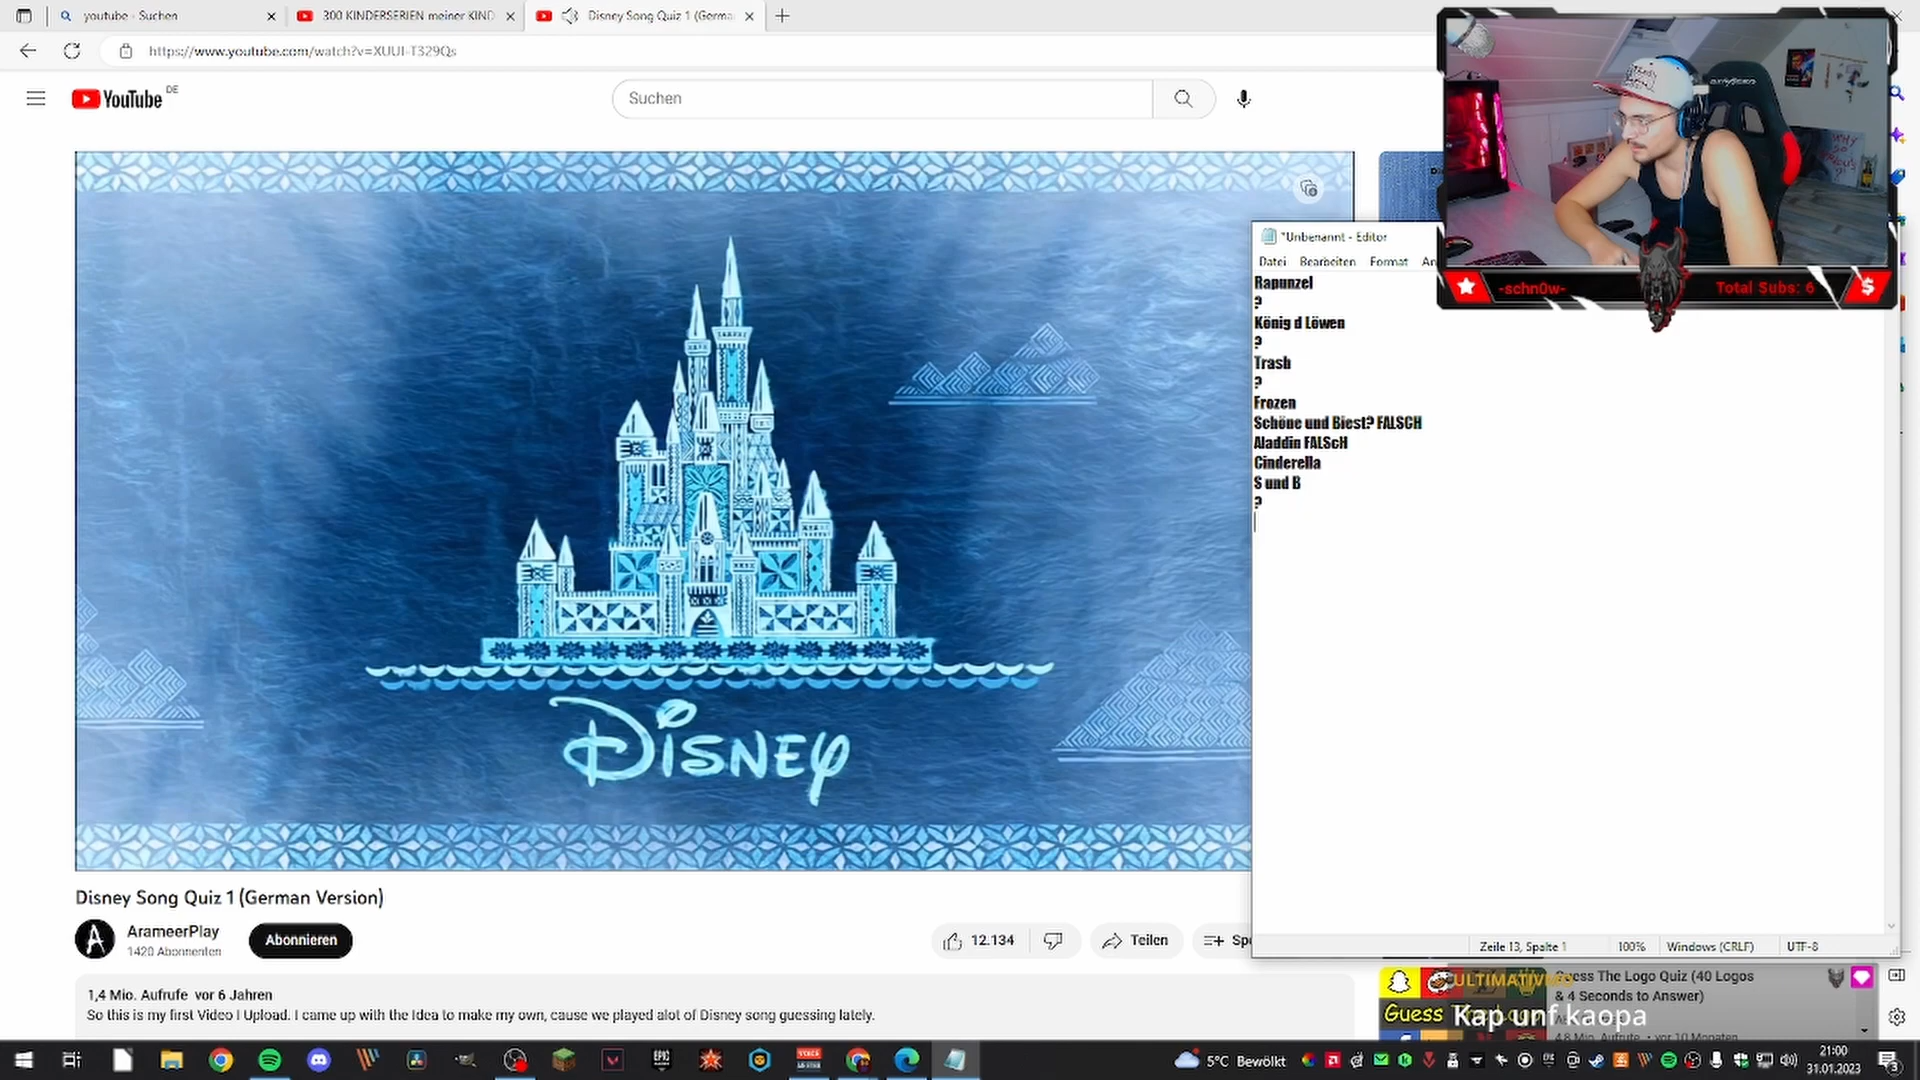 youtube - Suchen
300 KINDERSERIEN meiner KIND
Disney Song Quiz 1 (Germa
https://www.youtube.com/watch?v=XUUI-T329Qs
YouTube DE
Suchen
Disney
*Unbenannt - Editor
Datei Bearbeiten Format An
Rapunzel
?
König d Löwen
?
Trash
?
Frozen
Schöne und Biest? FALSCH
Aladdin FALScH
Cinderella
S und B
?
-schn0w-
Total Subs: 6
Zeile 13, Spalte 1
100%
Windows (CRLF)
UTF-8
Disney Song Quiz 1 (German Version)
ArameerPlay
1420 Abonnenten
Abonnieren
12.134
Teilen
Spe
1,4 Mio. Aufrufe vor 6 Jahren
So this is my first Video I Upload. I came up with the Idea to make my own, cause we played alot of Disney song guessing lately.
Guess The Logo Quiz (40 Logos
& 4 Seconds to Answer)
Guess
Kap unf kaopa
5°C Bewölkt
21:00
31.01.2023
3